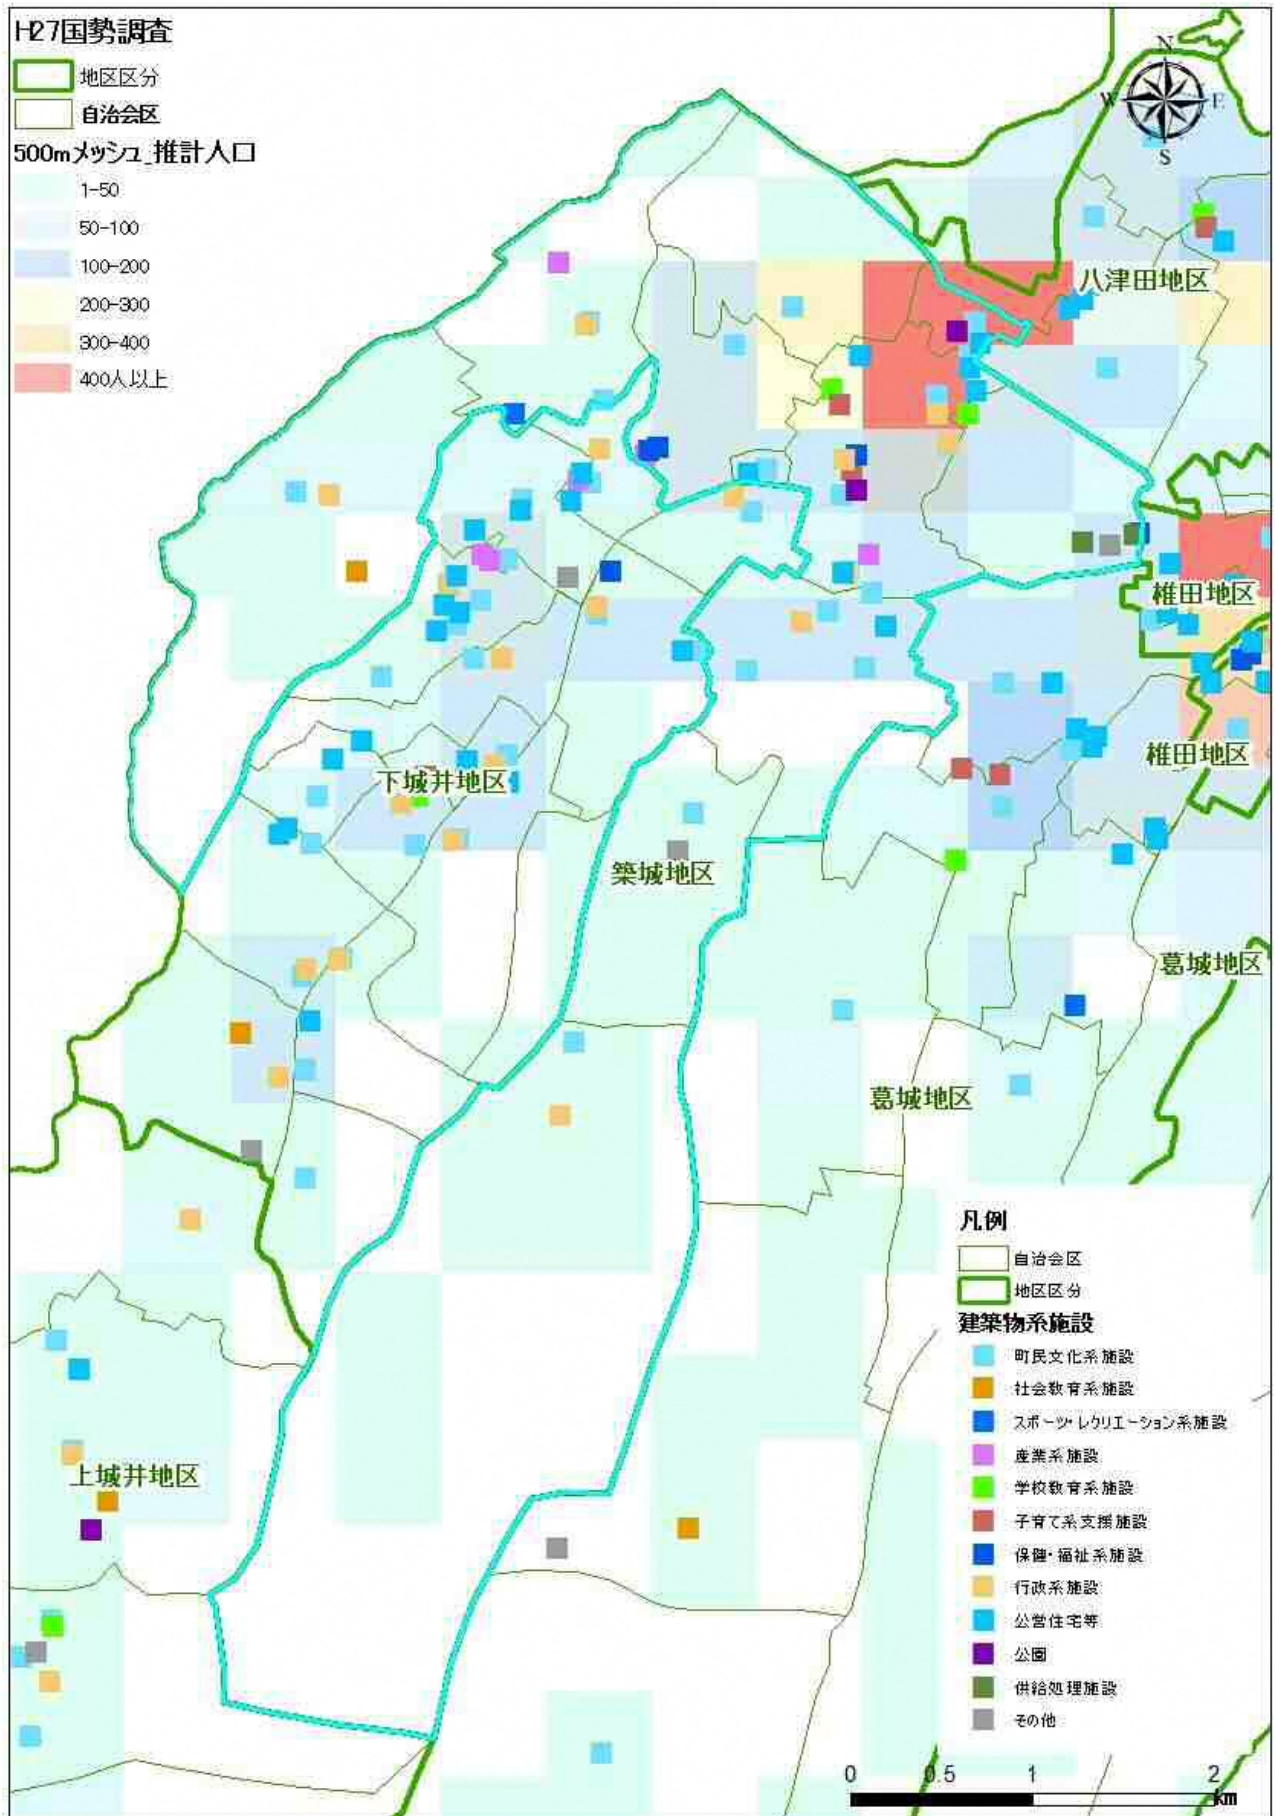 H27国勢調査
地区区分
自治会区
500mメッシュ_推計人口
1-50
50-100
100-200
200-300
300-400
400人以上
N
W
E
S
八津田地区
椎田地区
椎田地区
下城井地区
築城地区
葛城地区
葛城地区
上城井地区
凡例
自治会区
地区区分
建築物系施設
町民文化系施設
社会教育系施設
スポーツ・レクリエーション系施設
産業系施設
学校教育系施設
子育て系支援施設
保健・福祉系施設
行政系施設
公営住宅等
公園
供給処理施設
その他
0 0.5 1 2
km